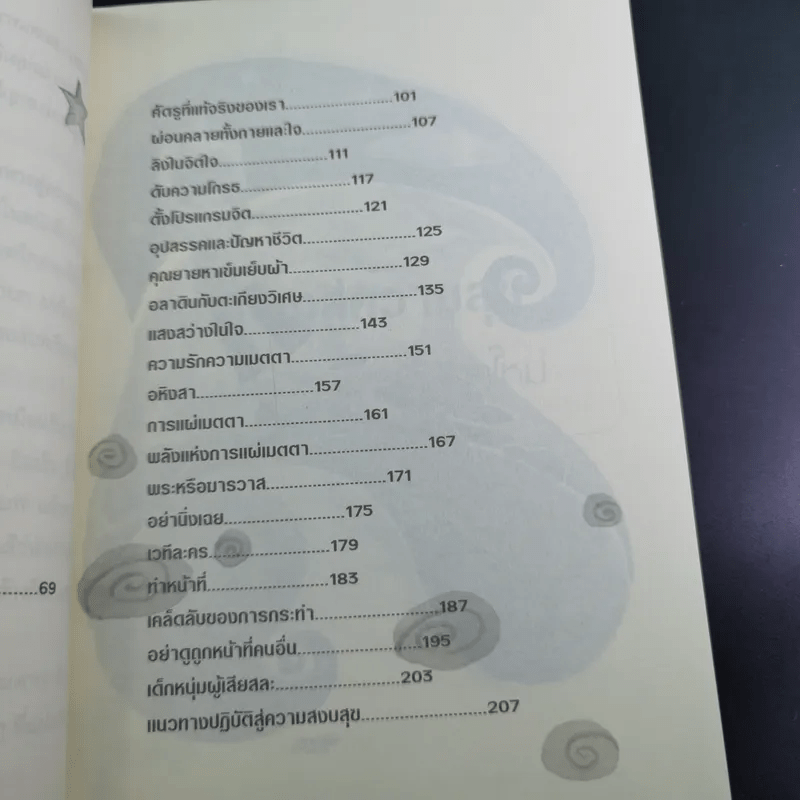 ศัตรูที่แท้จริงของเรา..........................101
ผ่อนคลายทั้งกายและใจ..........................107
ลิงในจิตใจ..........................111
ดับความโกรธ..........................117
ตั้งโปรแกรมจิต..........................121
อุปสรรคและปัญหาชีวิต..........................125
คุณยายหาเข็มเย็บผ้า..........................129
อลาดินกับตะเกียงวิเศษ..........................135
แสงสว่างในใจ..........................143
ความรักความเมตตา..........................151
อหิงสา..........................157
การแผ่เมตตา..........................161
พลังแห่งการแผ่เมตตา..........................167
พระหรือมารวาส..........................171
อย่านิ่งเฉย..........................175
เวทีละคร..........................179
ทำหน้าที่..........................183
เคล็ดลับของการกระทำ..........................187
อย่าดูถูกหน้าที่คนอื่น..........................195
เด็กหนุ่มผู้เสียสละ..........................203
แนวทางปฏิบัติสู่ความสงบสุข..........................207
........69